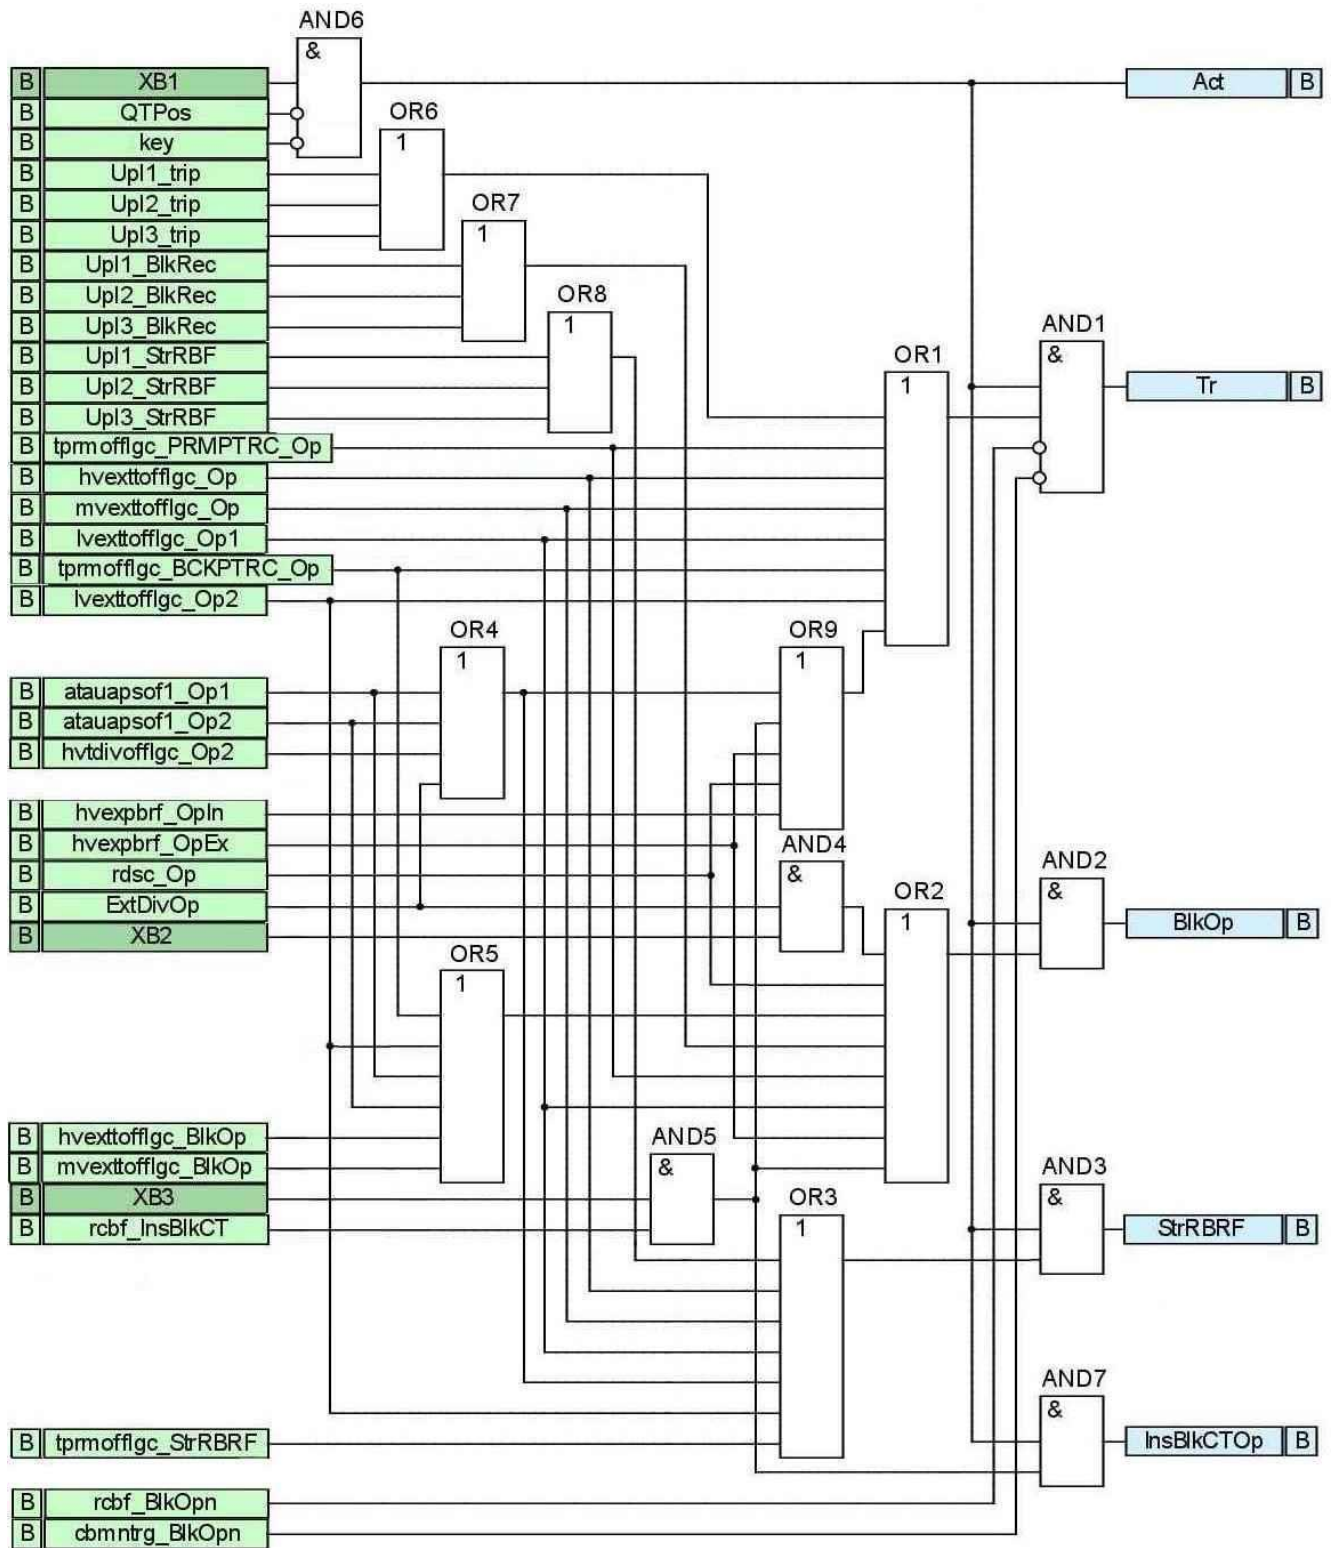 AND6
&
B XB1 Act B
B QTPos
OR6
B key
1
B Upl1_trip
B Upl2_trip
OR7
B Upl3_trip
1
B Upl1_BlkRec
B Upl2_BlkRec
OR8
B Upl3_BlkRec
1
AND1
B Upl1_StrRBF
&
OR1
B Upl2_StrRBF
1
Tr B
B Upl3_StrRBF
B tprmofflgc_PRMPTRC_Op
B hvexttofflgc_Op
B mvexttofflgc_Op
B lvexttofflgc_Op1
B tprmofflgc_BCKPTRC_Op
B lvexttofflgc_Op2
OR4
OR9
1
1
B atauapsof1_Op1
B atauapsof1_Op2
B hvtdivofflgc_Op2
B hvexpbrf_OpIn
B hvexpbrf_OpEx
AND4
AND2
B rdsc_Op
&
OR2
&
B ExtDivOp
1
BlkOp B
B XB2
OR5
1
B hvexttofflgc_BlkOp
AND5
B mvexttofflgc_BlkOp
&
AND3
B XB3
OR3
&
B rcbf_InsBlkCT
1
StrRBRF B
AND7
&
B tprmofflgc_StrRBRF
InsBlkCTOp B
B rcbf_BlkOpn
B cbmntrg_BlkOpn